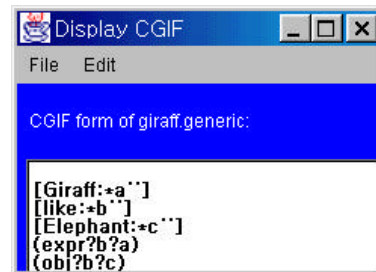 Display CGIF
File Edit
CGIF form of giraff.generic:
[Giraff:*a¨]
[like:*b¨]
[Elephant:*c¨]
(expr?b?a)
(obj?b?c)